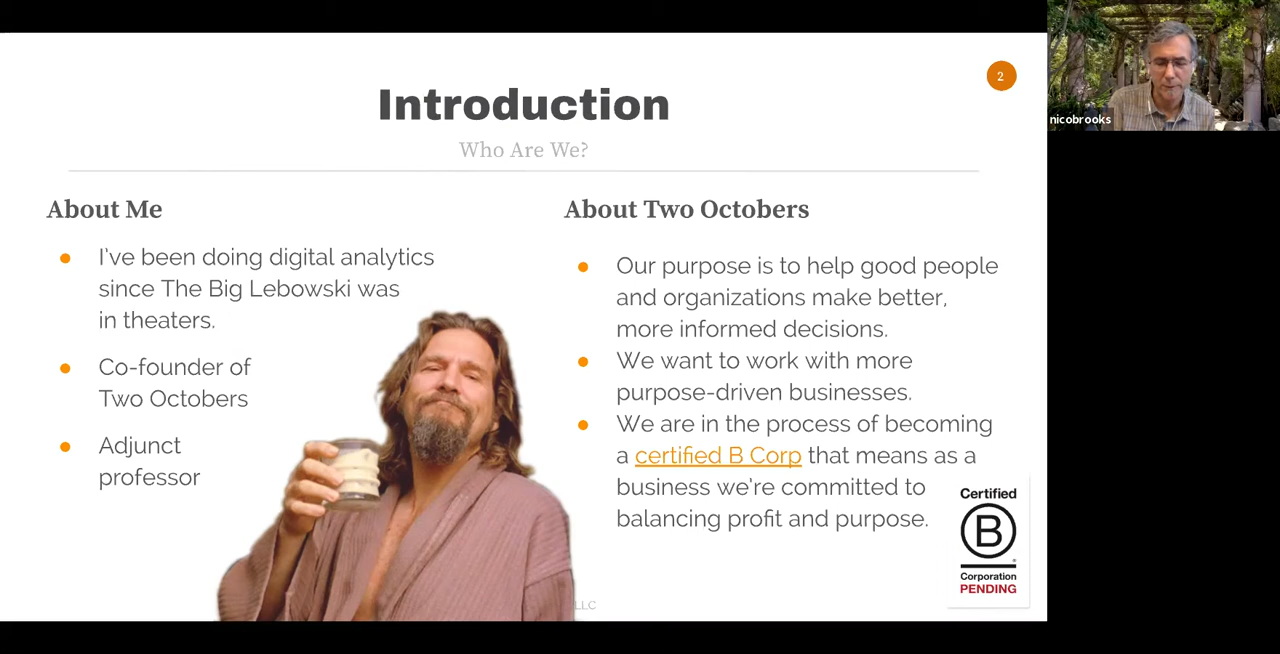 2
Introduction
Who Are We?
About Me
I've been doing digital analytics
since The Big Lebowski was
in theaters.
Co-founder of
Two Octobers
Adjunct
professor
About Two Octobers
Our purpose is to help good people
and organizations make better,
more informed decisions.
We want to work with more
purpose-driven businesses.
We are in the process of becoming
a certified B Corp that means as a
business we're committed to
balancing profit and purpose.
Certified
B
Corporation
PENDING
LLC
nicobrooks